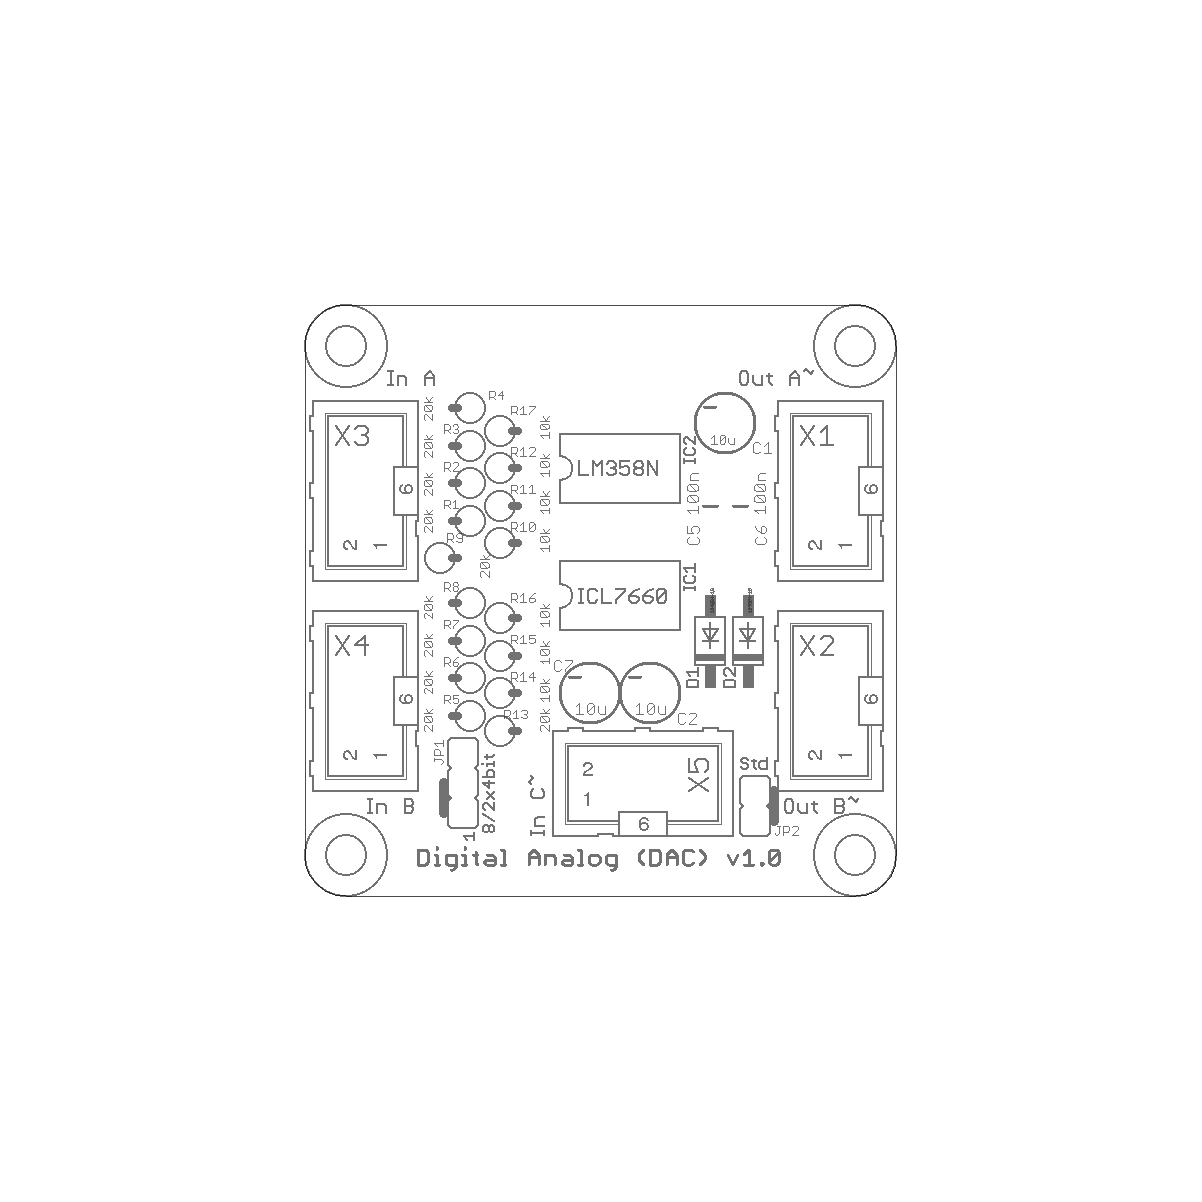 In A
Out A~
R4
20k
R17
10k
R3
20k
R12
10k
R2
20k
R11
10k
R1
20k
R10
10k
R9
20k
X3
6
2 1
LM358N
IC2
10u
C1
100n
C5
100n
C6
X1
6
2 1
ICL7660
IC1
R8
20k
R16
10k
R7
20k
R15
10k
R6
20k
R14
10k
R5
20k
R13
20k
X4
6
2 1
C7
10u
10u
C2
D1
D2
X2
6
2 1
JP1
8/2x4bit
1
In B
In C~
2
1
X5
6
Std
JP2
Out B~
Digital Analog (DAC) v1.0